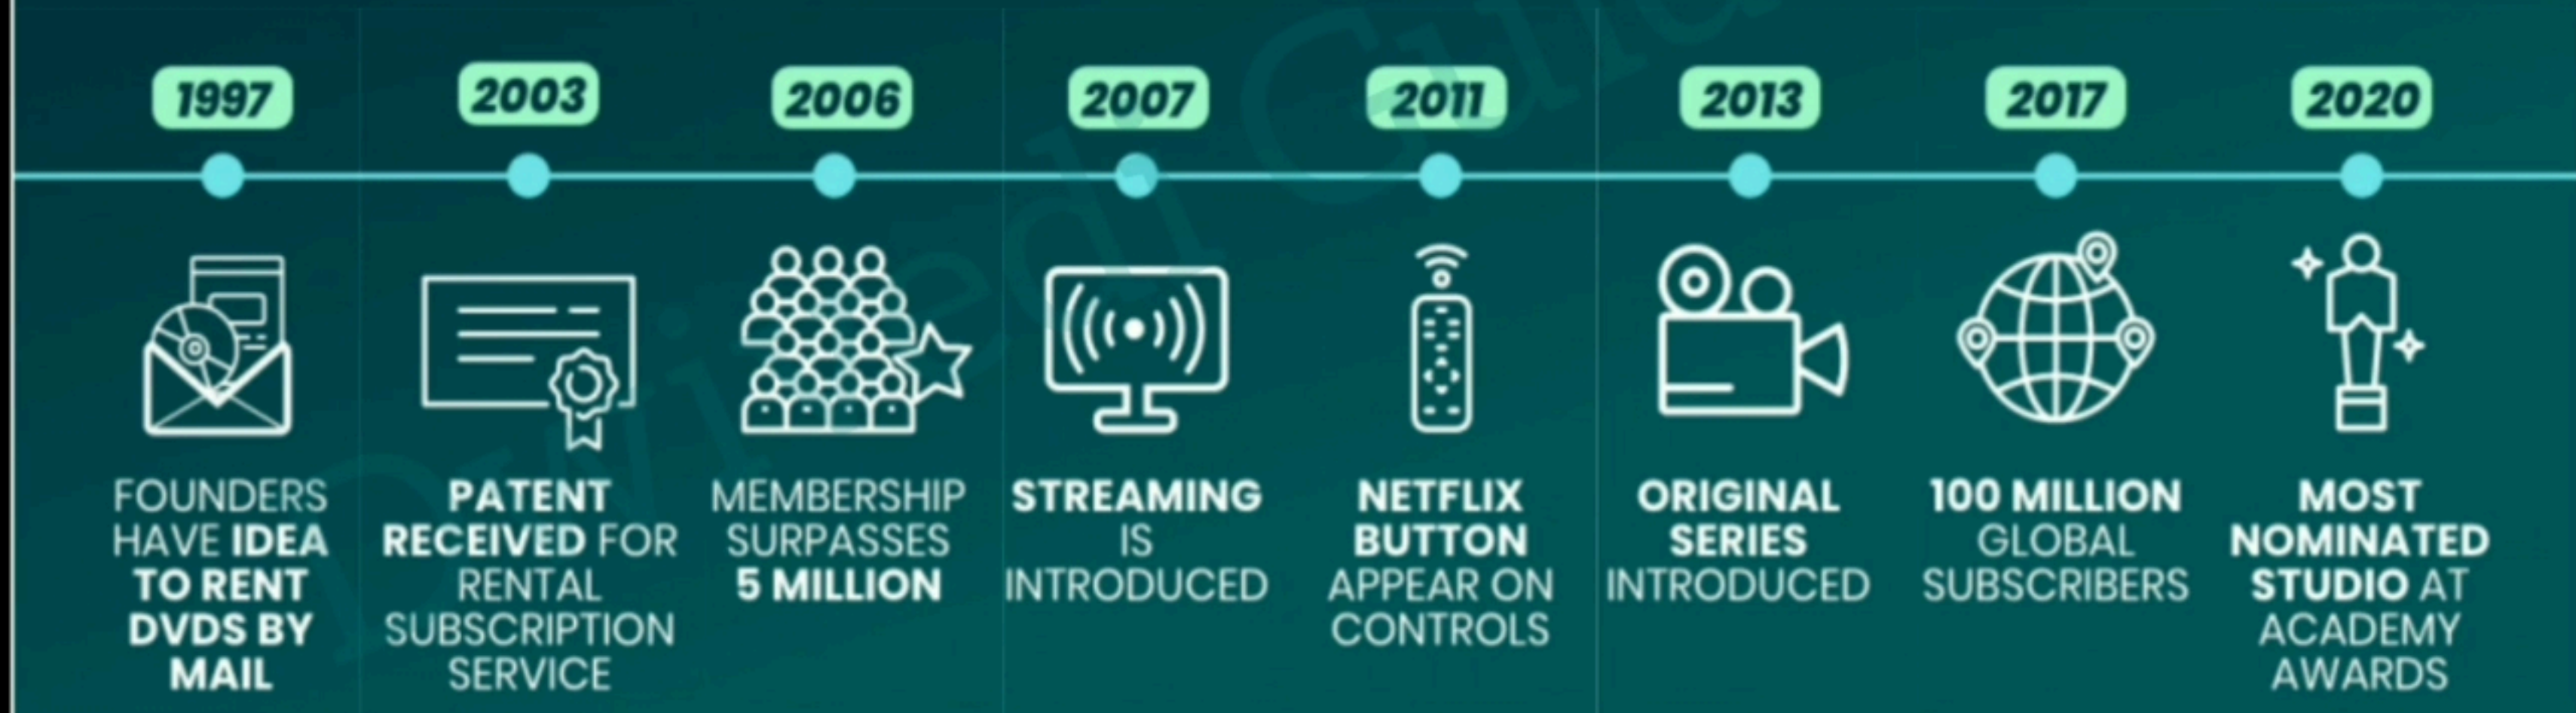 1997
2003
2006
2007
2011
2013
2017
2020
FOUNDERS
HAVE IDEA
TO RENT
DVDS BY
MAIL
PATENT
RECEIVED FOR
RENTAL
SUBSCRIPTION
SERVICE
MEMBERSHIP
SURPASSES
5 MILLION
STREAMING
IS
INTRODUCED
NETFLIX
BUTTON
APPEAR ON
CONTROLS
ORIGINAL
SERIES
INTRODUCED
100 MILLION
GLOBAL
SUBSCRIBERS
MOST
NOMINATED
STUDIO AT
ACADEMY
AWARDS
Dwivedi